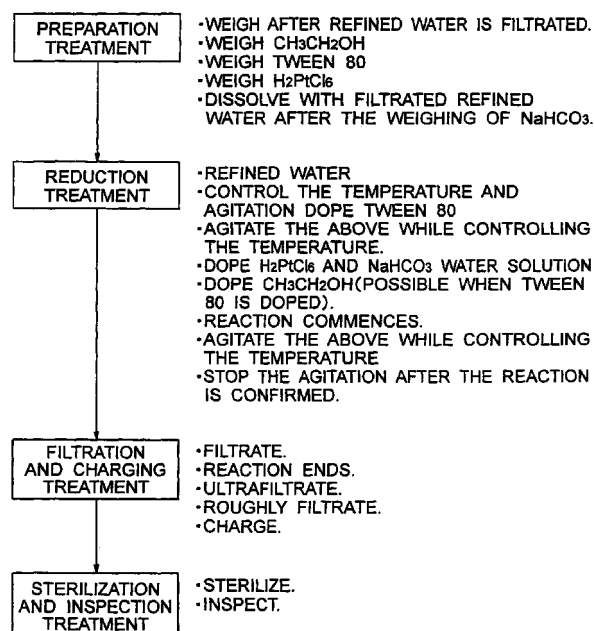 PREPARATION
TREATMENT
·WEIGH AFTER REFINED WATER IS FILTRATED.
·WEIGH CH3CH2OH
·WEIGH TWEEN 80
·WEIGH H2PtCl6
·DISSOLVE WITH FILTRATED REFINED
WATER AFTER THE WEIGHING OF NaHCO3.
REDUCTION
TREATMENT
·REFINED WATER
·CONTROL THE TEMPERATURE AND
AGITATION DOPE TWEEN 80
·AGITATE THE ABOVE WHILE CONTROLLING
THE TEMPERATURE.
·DOPE H2PtCl6 AND NaHCO3 WATER SOLUTION
·DOPE CH3CH2OH(POSSIBLE WHEN TWEEN
80 IS DOPED).
·REACTION COMMENCES.
·AGITATE THE ABOVE WHILE CONTROLLING
THE TEMPERATURE
·STOP THE AGITATION AFTER THE REACTION
IS CONFIRMED.
FILTRATION
AND CHARGING
TREATMENT
·FILTRATE.
·REACTION ENDS.
·ULTRAFILTRATE.
·ROUGHLY FILTRATE.
·CHARGE.
STERILIZATION
AND INSPECTION
TREATMENT
·STERILIZE.
·INSPECT.